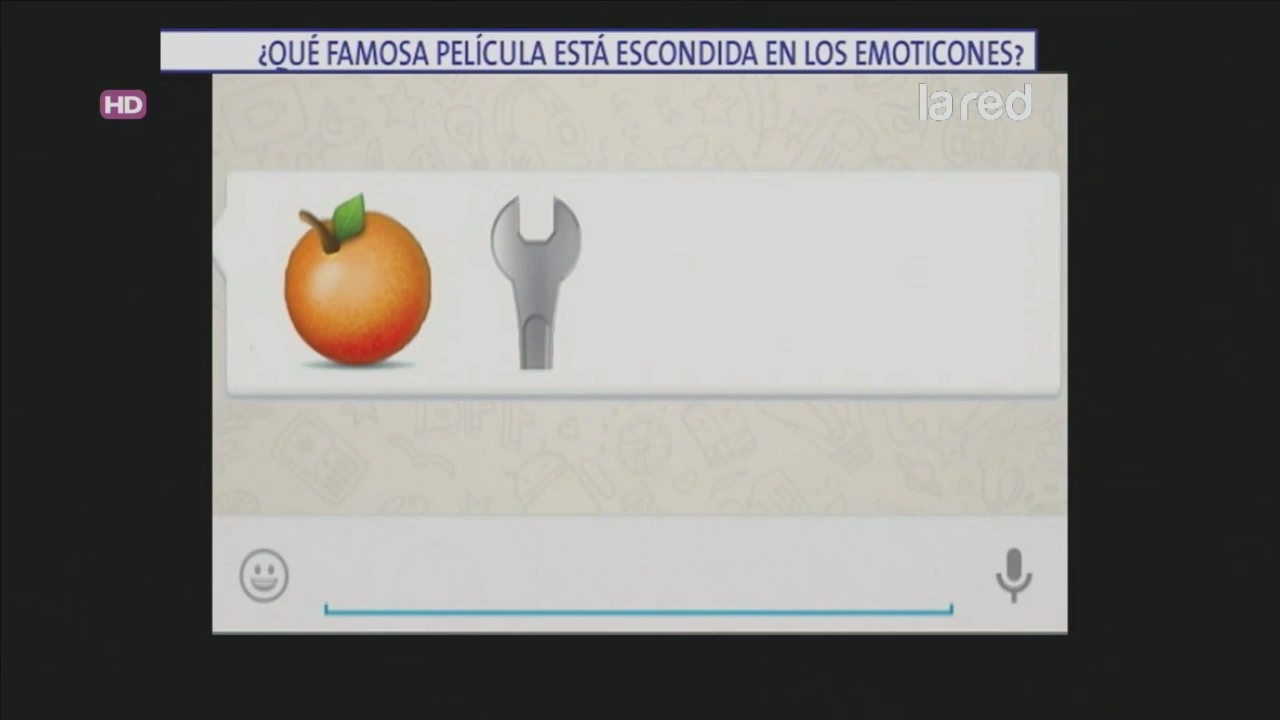 ¿QUÉ FAMOSA PELÍCULA ESTÁ ESCONDIDA EN LOS EMOTICONES?
HD
la red